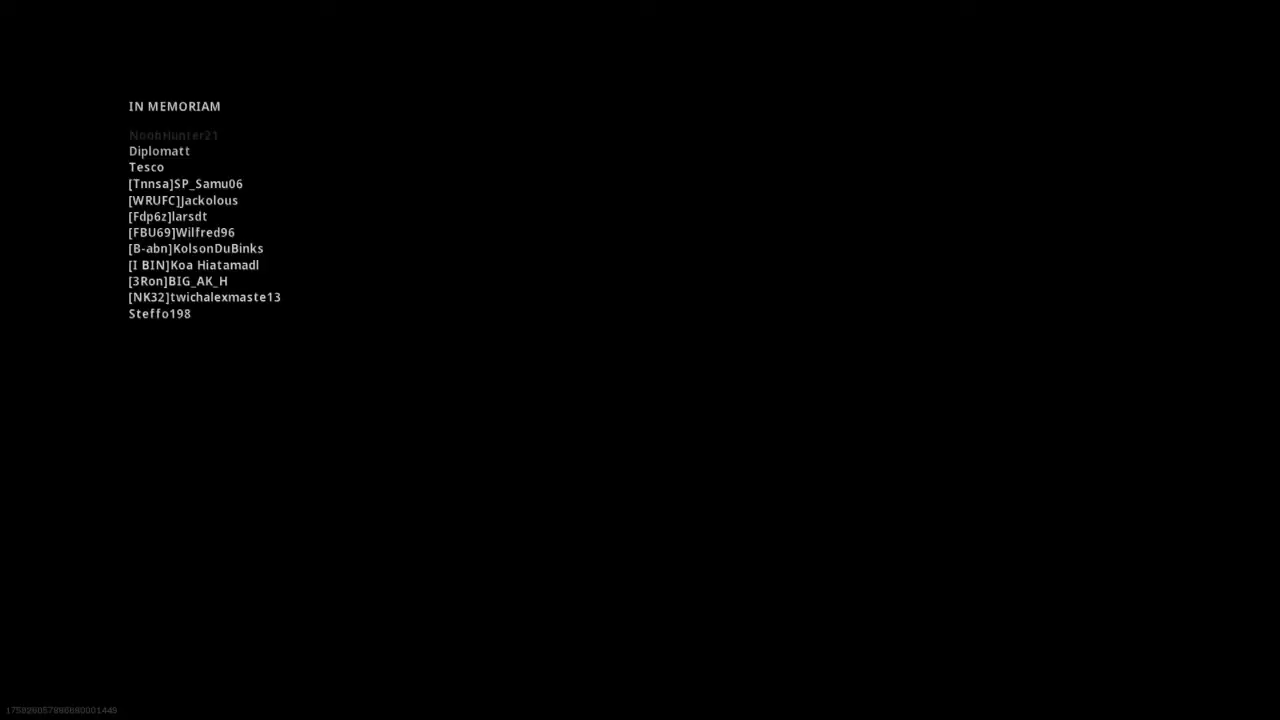 IN MEMORIAM
NoobHunter21
Diplomatt
Tesco
[Tnnsa]SP_Samu06
[WRUFC]Jackolous
[Fdp6z]larsdt
[FBU69]Wilfred96
[B-abn]KolsonDuBinks
[I BIN]Koa Hiatamadl
[3Ron]BIG_AK_H
[NK32]twichalexmaste13
Steffo198